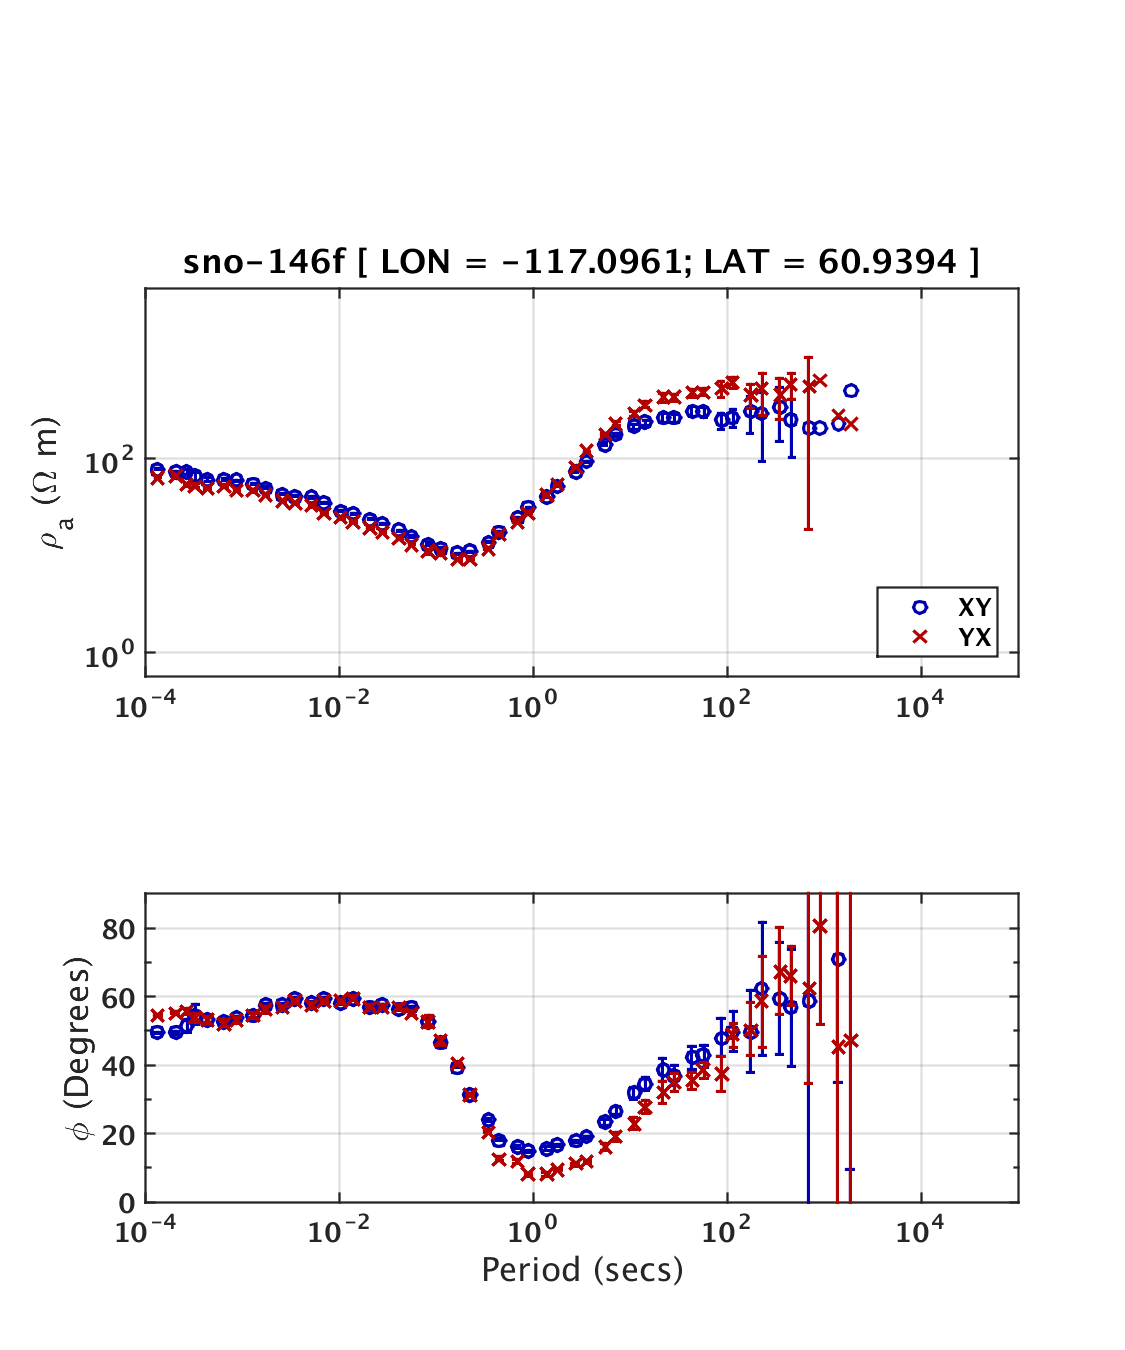 sno-146f [ LON = -117.0961; LAT = 60.9394 ]
ρa (Ω m)
10^2
10^0
XY
YX
10^-4 10^-2 10^0 10^2 10^4
ϕ (Degrees)
80
60
40
20
0
10^-4 10^-2 10^0 10^2 10^4
Period (secs)